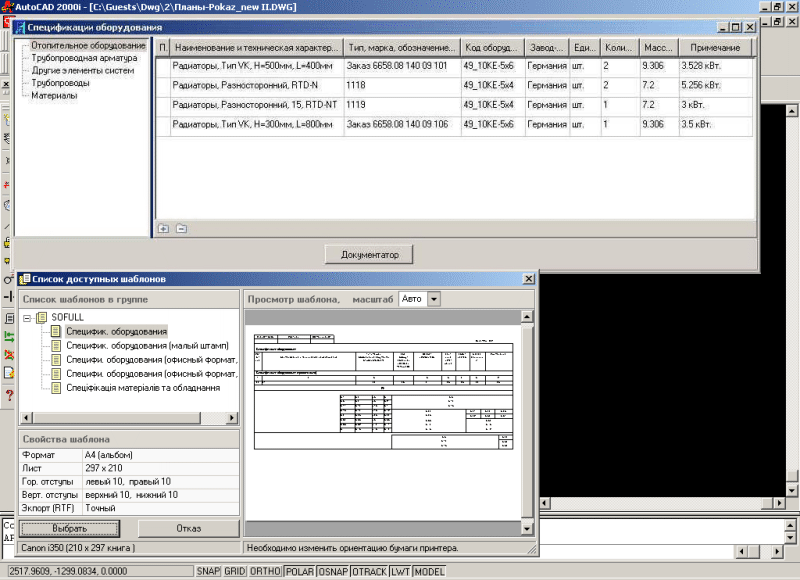 AutoCAD 2000i - [C:\Guests\Dwg\2\Планы-Pokaz_new II.DWG]
Спецификации оборудования
Отопительное оборудование
Трубопроводная арматура
Другие элементы систем
Трубопроводы
Материалы
П. Наименование и техническая характер... Тип, марка, обозначение... Код оборуд... Завод-... Еди... Коли... Масс... Примечание
Радиаторы, Тип VK, H=500мм, L=400мм Заказ 6658.08 140 09 101 49_10KE-5x6 Германия шт. 2 9.306 3.528 кВт.
Радиаторы, Разносторонний, RTD-N 1118 49_10KE-5x4 Германия шт. 2 7.2 5.256 кВт.
Радиаторы, Разносторонний, 15, RTD-NT 1119 49_10KE-5x4 Германия шт. 1 7.2 3 кВт.
Радиаторы, Тип VK, H=300мм, L=800мм Заказ 6658.08 140 09 106 49_10KE-5x6 Германия шт. 1 9.306 3.5 кВт.
Документатор
Список доступных шаблонов
Список шаблонов в группе
Просмотр шаблона, масштаб Авто
SOFULL
Специфик. оборудования
Специфик. оборудования (малый штамп)
Специфи. оборудования (офисный формат,
Специфи. оборудования (офисный формат,
Специфікація матеріалів та обладнання
Свойства шаблона
Формат A4 (альбом)
Лист 297 x 210
Гор. отступы левый 10, правый 10
Верт. отступы верхний 10, нижний 10
Экпорт (RTF) Точный
Выбрать Отказ
Canon i350 (210 x 297 книга) Необходимо изменить ориентацию бумаги принтера.
2517.9609, -1299.0834, 0.0000 SNAP GRID ORTHO POLAR OSNAP OTRACK LWT MODEL